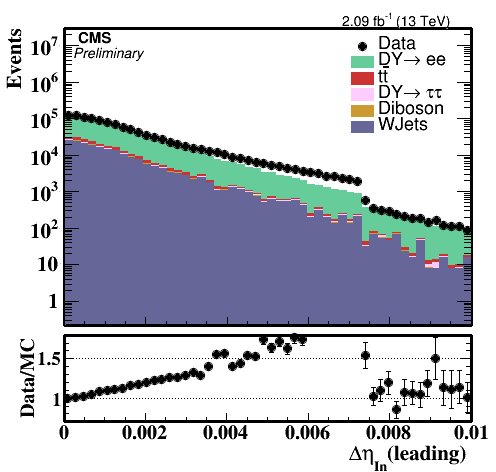 2.09 fb⁻¹ (13 TeV)
CMS
Preliminary
Events
10⁷
10⁶
10⁵
10⁴
10³
10²
10
1
Data
DY→ ee
tt̄
DY→ ττ
Diboson
WJets
Data/MC
1.5
1
0
0.002
0.004
0.006
0.008
0.01
Δη_In (leading)